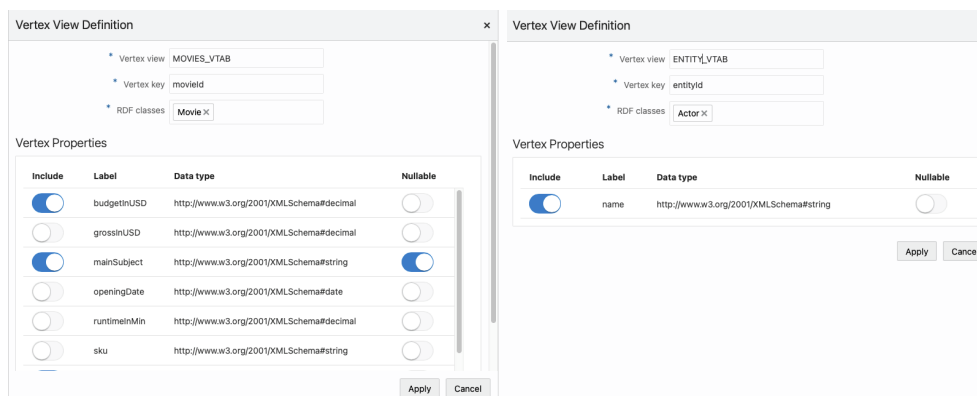 Vertex View Definition ×
* Vertex view MOVIES_VTAB
* Vertex key movieId
* RDF classes Movie ×
Vertex Properties
Include Label Data type Nullable
budgetInUSD http://www.w3.org/2001/XMLSchema#decimal
grossInUSD http://www.w3.org/2001/XMLSchema#decimal
mainSubject http://www.w3.org/2001/XMLSchema#string
openingDate http://www.w3.org/2001/XMLSchema#date
runtimeInMin http://www.w3.org/2001/XMLSchema#decimal
sku http://www.w3.org/2001/XMLSchema#string
Apply Cancel
Vertex View Definition
* Vertex view ENTITY_VTAB
* Vertex key entityId
* RDF classes Actor ×
Vertex Properties
Include Label Data type Nullable
name http://www.w3.org/2001/XMLSchema#string
Apply Cance